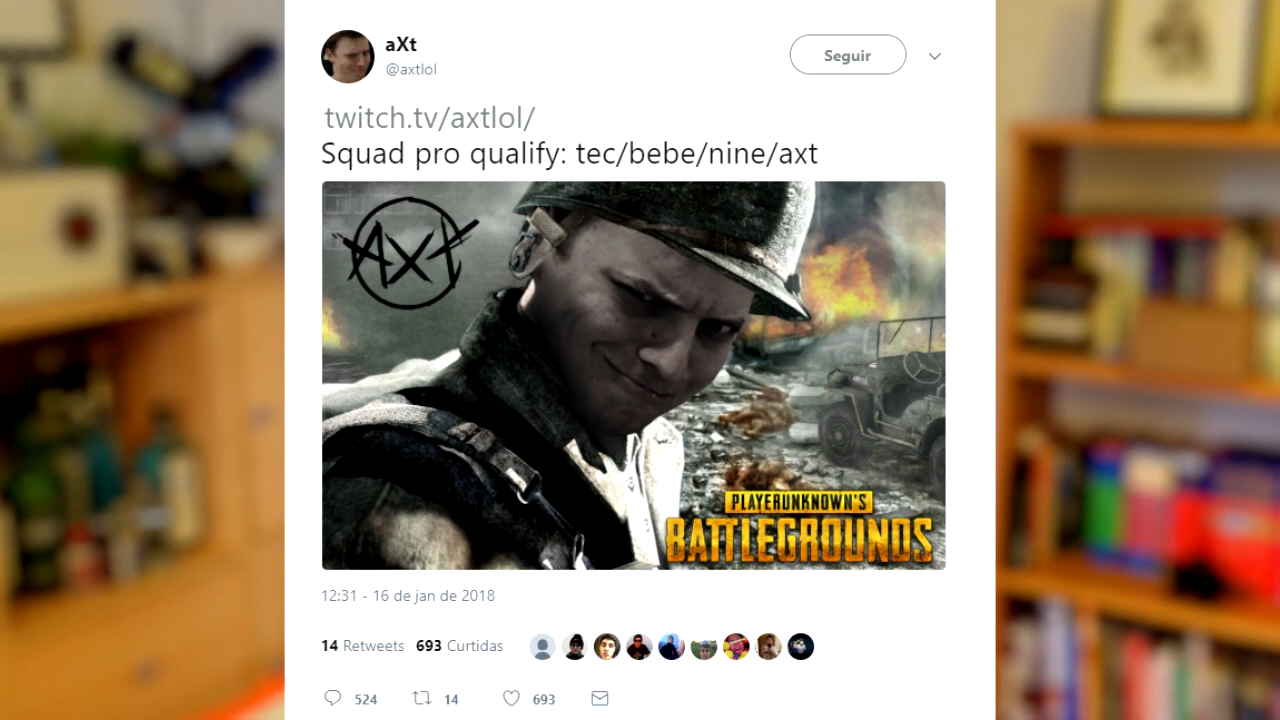 aXt
@axtlol
Seguir
twitch.tv/axtlol/
Squad pro qualify: tec/bebe/nine/axt
AXt
PLAYERUNKNOWN'S
BATTLEGROUNDS
12:31 - 16 de jan de 2018
14 Retweets 693 Curtidas
524 14 693